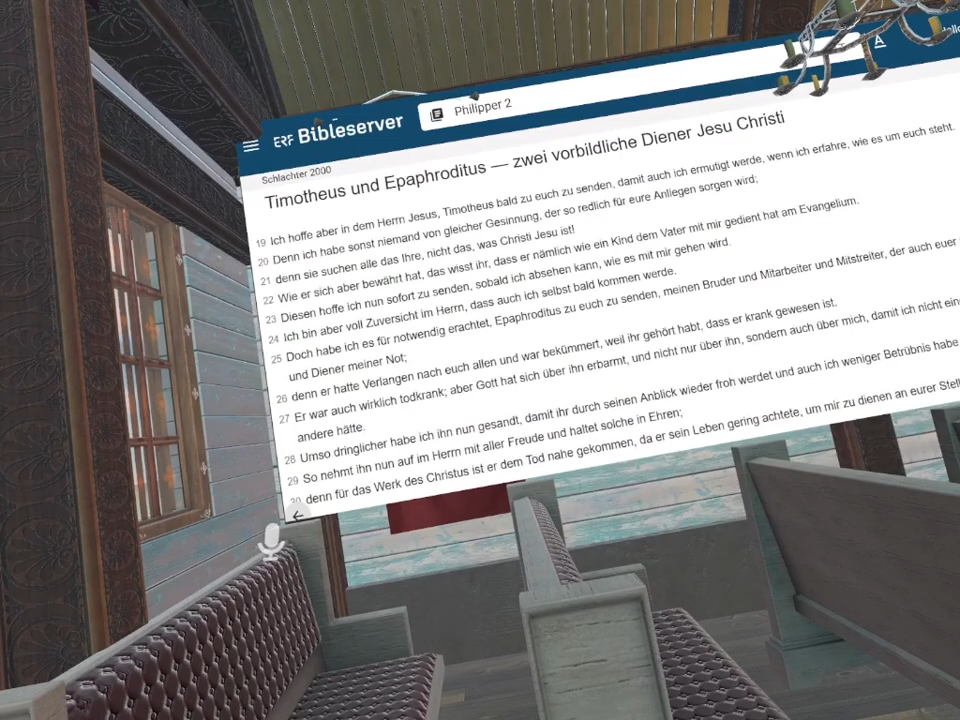 ERF Bibleserver
Philipper 2
A
Schlachter 2000
Timotheus und Epaphroditus — zwei vorbildliche Diener Jesu Christi
19 Ich hoffe aber in dem Herrn Jesus, Timotheus bald zu euch zu senden, damit auch ich ermutigt werde, wenn ich erfahre, wie es um euch steht.
20 Denn ich habe sonst niemand von gleicher Gesinnung, der so redlich für eure Anliegen sorgen wird;
21 denn sie suchen alle das Ihre, nicht das, was Christi Jesu ist!
22 Wie er sich aber bewährt hat, das wisst ihr, dass er nämlich wie ein Kind dem Vater mit mir gedient hat am Evangelium.
23 Diesen hoffe ich nun sofort zu senden, sobald ich absehen kann, wie es mit mir gehen wird.
24 Ich bin aber voll Zuversicht im Herrn, dass auch ich selbst bald kommen werde.
25 Doch habe ich es für notwendig erachtet, Epaphroditus zu euch zu senden, meinen Bruder und Mitarbeiter und Mitstreiter, der auch euer
und Diener meiner Not;
26 denn er hatte Verlangen nach euch allen und war bekümmert, weil ihr gehört habt, dass er krank gewesen ist.
27 Er war auch wirklich todkrank; aber Gott hat sich über ihn erbarmt, und nicht nur über ihn, sondern auch über mich, damit ich nicht
andere hätte.
28 Umso dringlicher habe ich ihn nun gesandt, damit ihr durch seinen Anblick wieder froh werdet und auch ich weniger Betrübnis habe
29 So nehmt ihn nun auf im Herrn mit aller Freude und haltet solche in Ehren;
30 denn für das Werk des Christus ist er dem Tod nahe gekommen, da er sein Leben gering achtete, um mir zu dienen an eurer